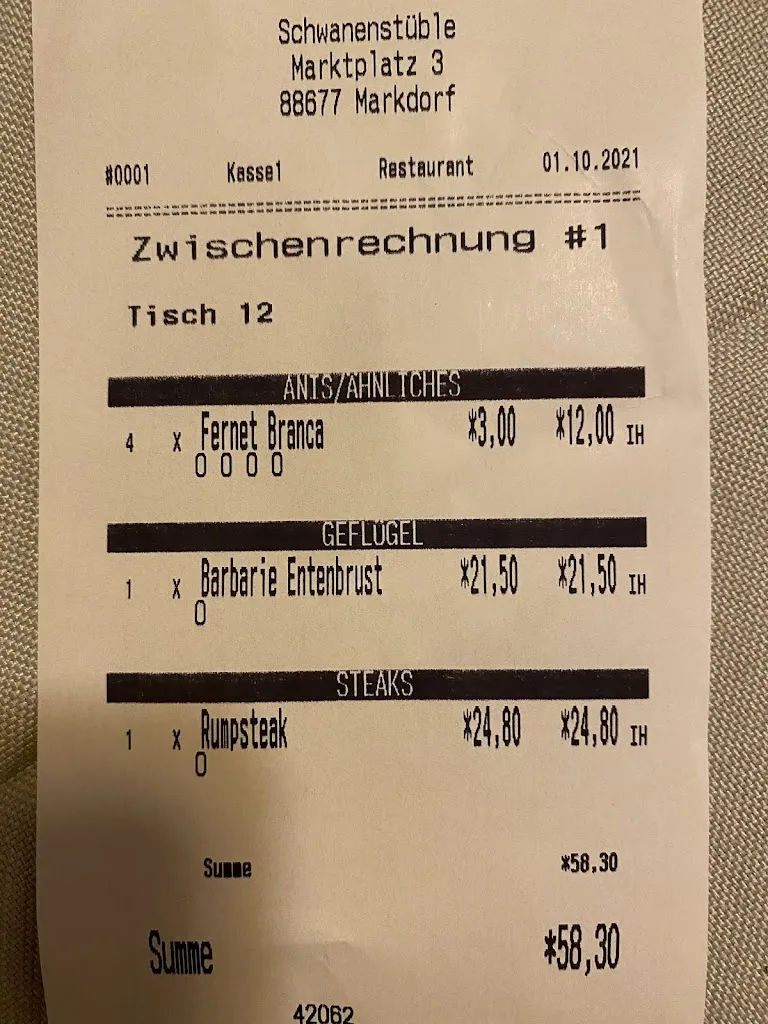 Schwanenstüble
Marktplatz 3
88677 Markdorf
#0001 Kasse1 Restaurant 01.10.2021
Zwischenrechnung #1
Tisch 12
ANIS/ÄHNLICHES
4 x Fernet Branca *3,00 *12,00 IH
0 0 0 0
GEFLÜGEL
1 x Barbarie Entenbrust *21,50 *21,50 IH
0
STEAKS
1 x Rumpsteak *24,80 *24,80 IH
0
Summe *58,30
Summe *58,30
42062